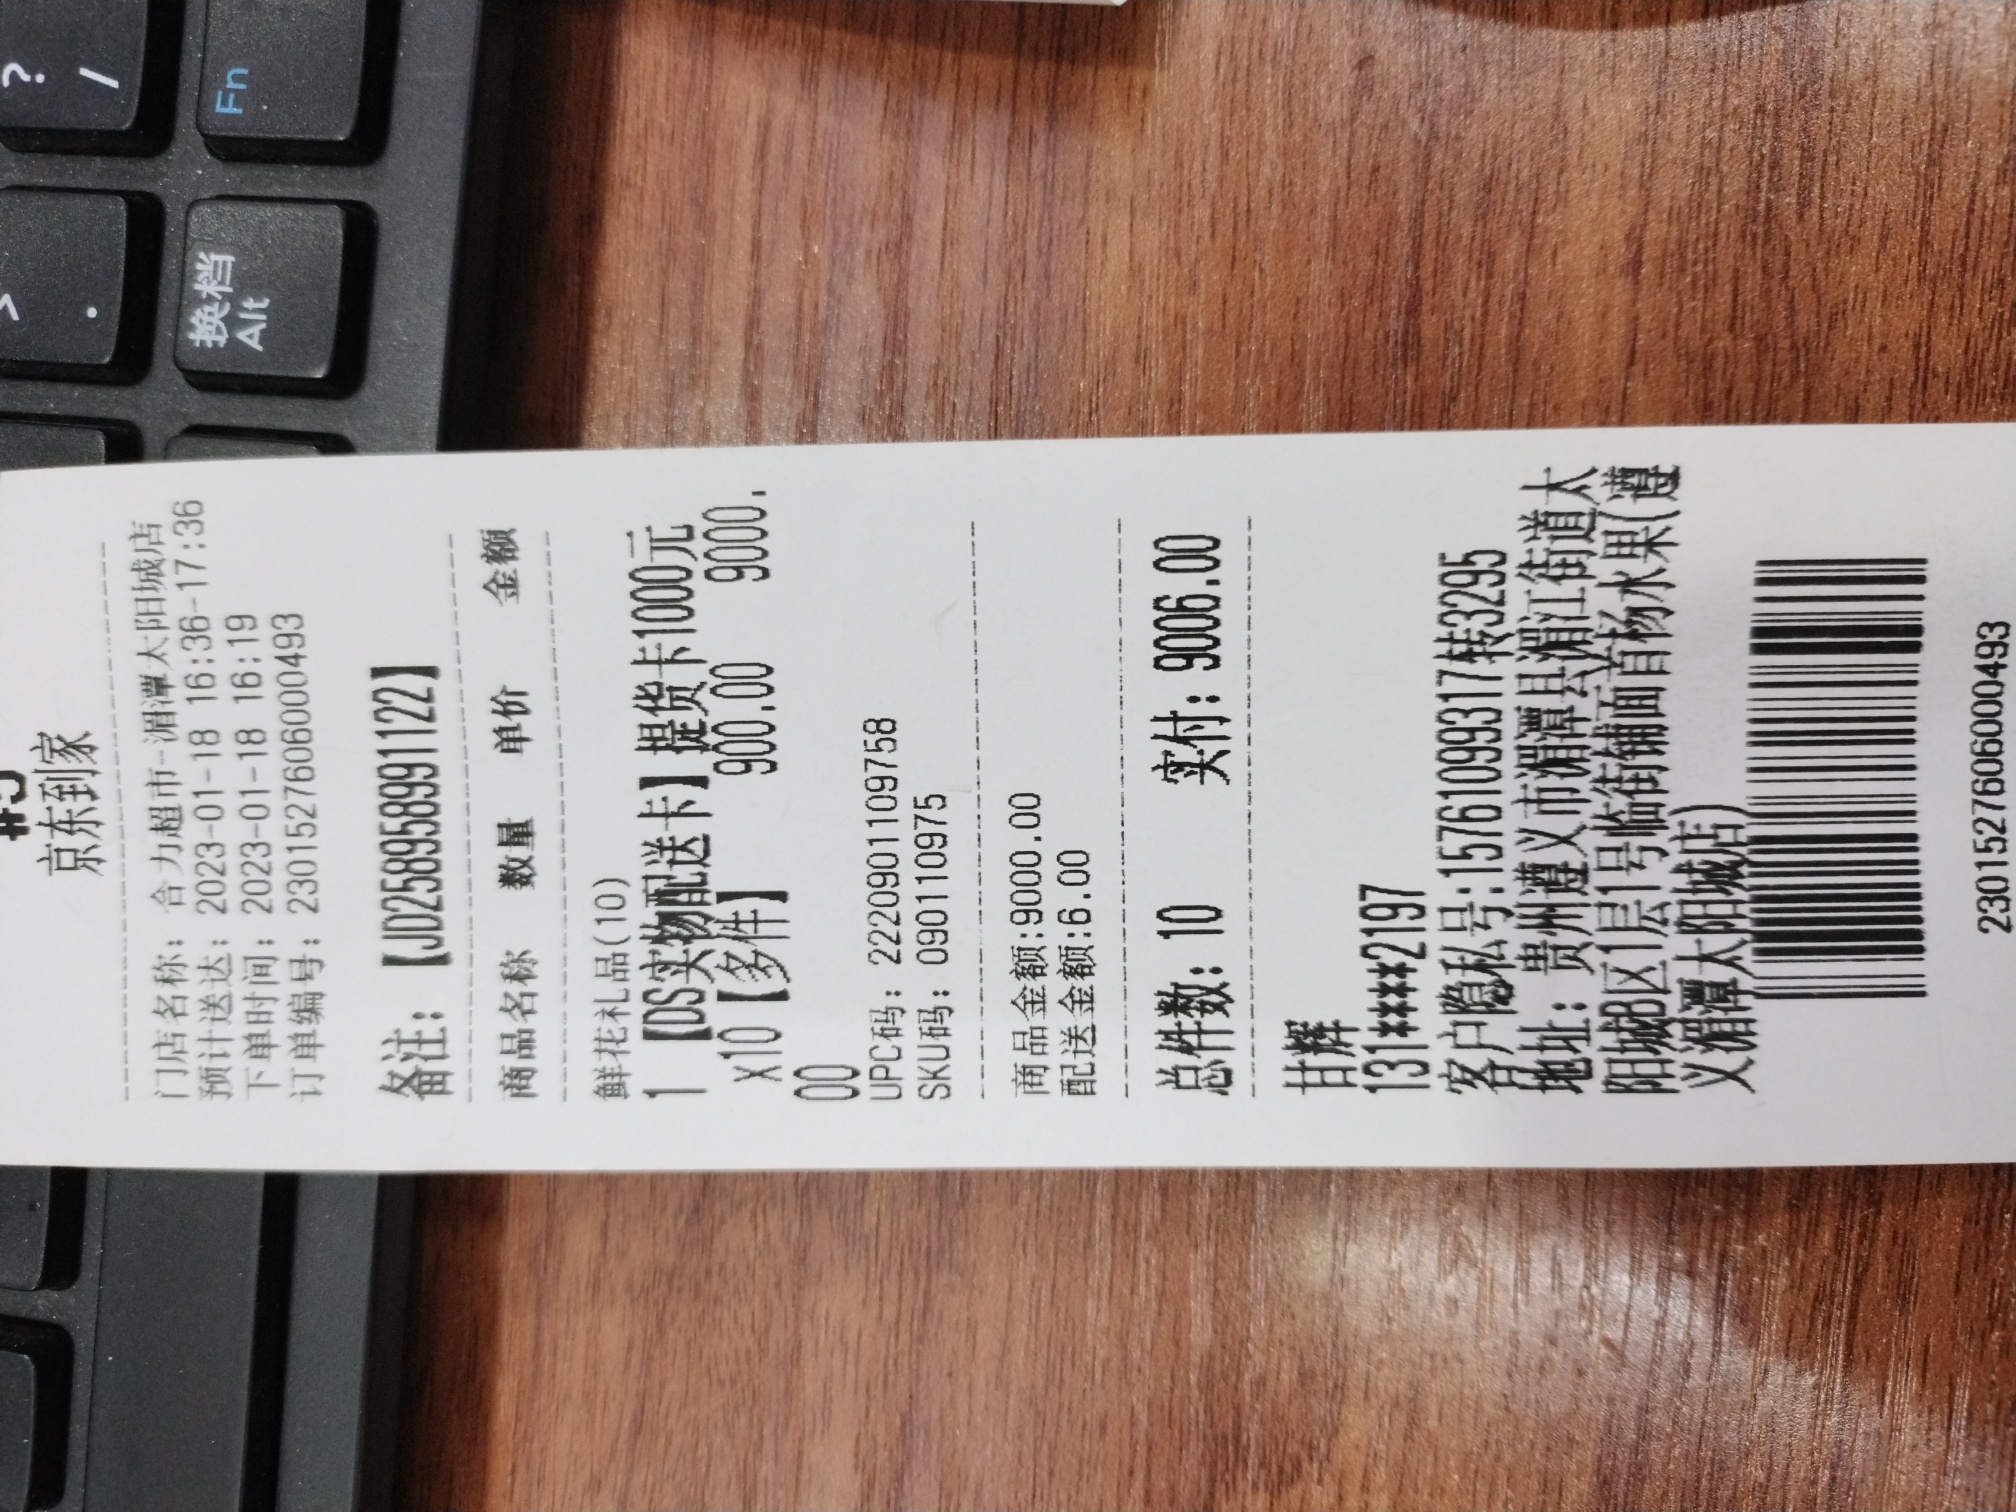 京东到家
门店名称：合力超市-湄潭太阳城店
预计送达：2023-01-18 16:36-17:36
下单时间：2023-01-18 16:19
订单编号：2301527606000493
备注：【JD258958991122】
商品名称 数量 单价 金额
鲜花礼品(10)
1 【DS实物配送卡】提货卡1000元
x10【多件】 900.00 9000.
00
UPC码：2220901109758
SKU码：090110975
商品金额:9000.00
配送金额:6.00
总件数：10 实付：9006.00
甘辉
131****2197
客户隐私号:15761099317转3295
地址：贵州遵义市湄潭县湄江街道太
阳城B区1层1号临街铺面首杨水果(遵
义湄潭太阳城店)
2301527606000493
? /
Fn
> .
换档
Alt